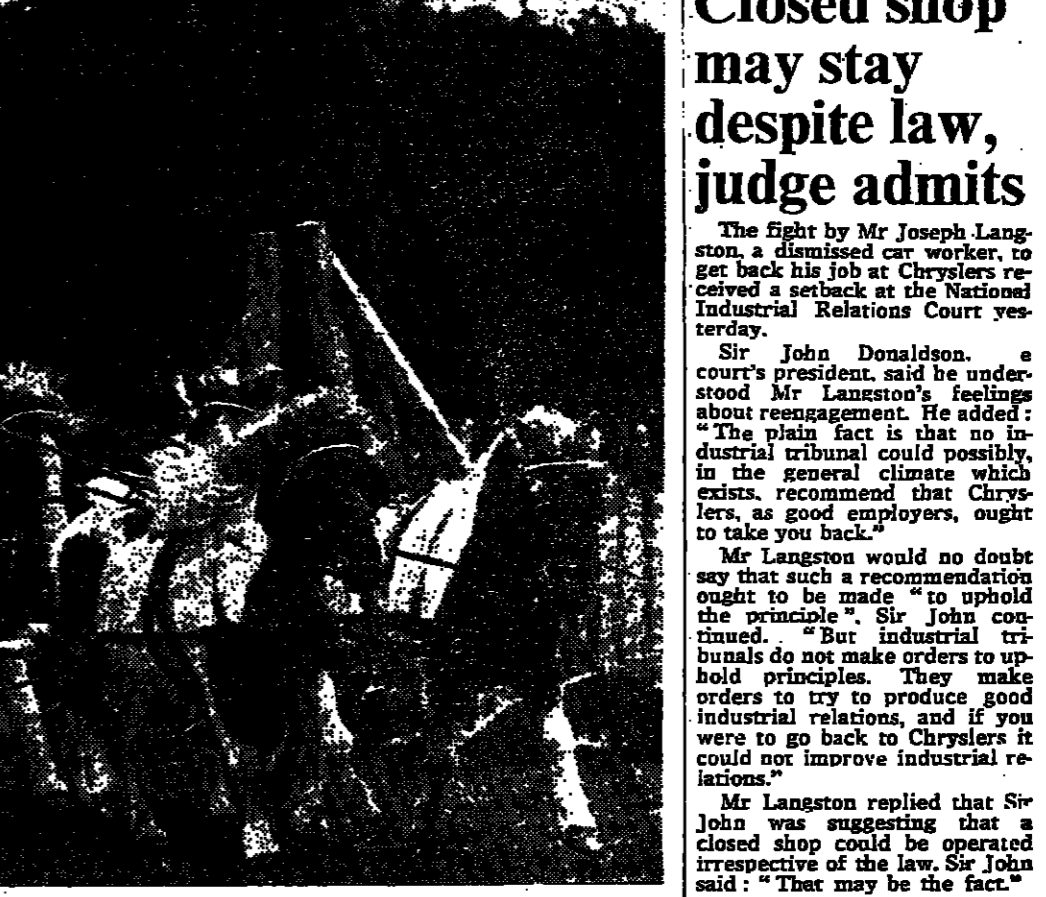 Closed shop
may stay
despite law,
judge admits
The fight by Mr Joseph Lang-
ston, a dismissed car worker, to
get back his job at Chryslers re-
ceived a setback at the National
Industrial Relations Court yes-
terday.
Sir John Donaldson, e
court's president, said he under-
stood Mr Langston's feelings
about reengagement. He added:
"The plain fact is that no in-
dustrial tribunal could possibly,
in the general climate which
exists, recommend that Chrys-
lers, as good employers, ought
to take you back."
Mr Langston would no doubt
say that such a recommendation
ought to be made "to uphold
the principle", Sir John con-
tinued. "But industrial tri-
bunals do not make orders to up-
hold principles. They make
orders to try to produce good
industrial relations, and if you
were to go back to Chryslers it
could not improve industrial re-
lations."
Mr Langston replied that Sir
John was suggesting that a
closed shop could be operated
irrespective of the law. Sir John
said: "That may be the fact."